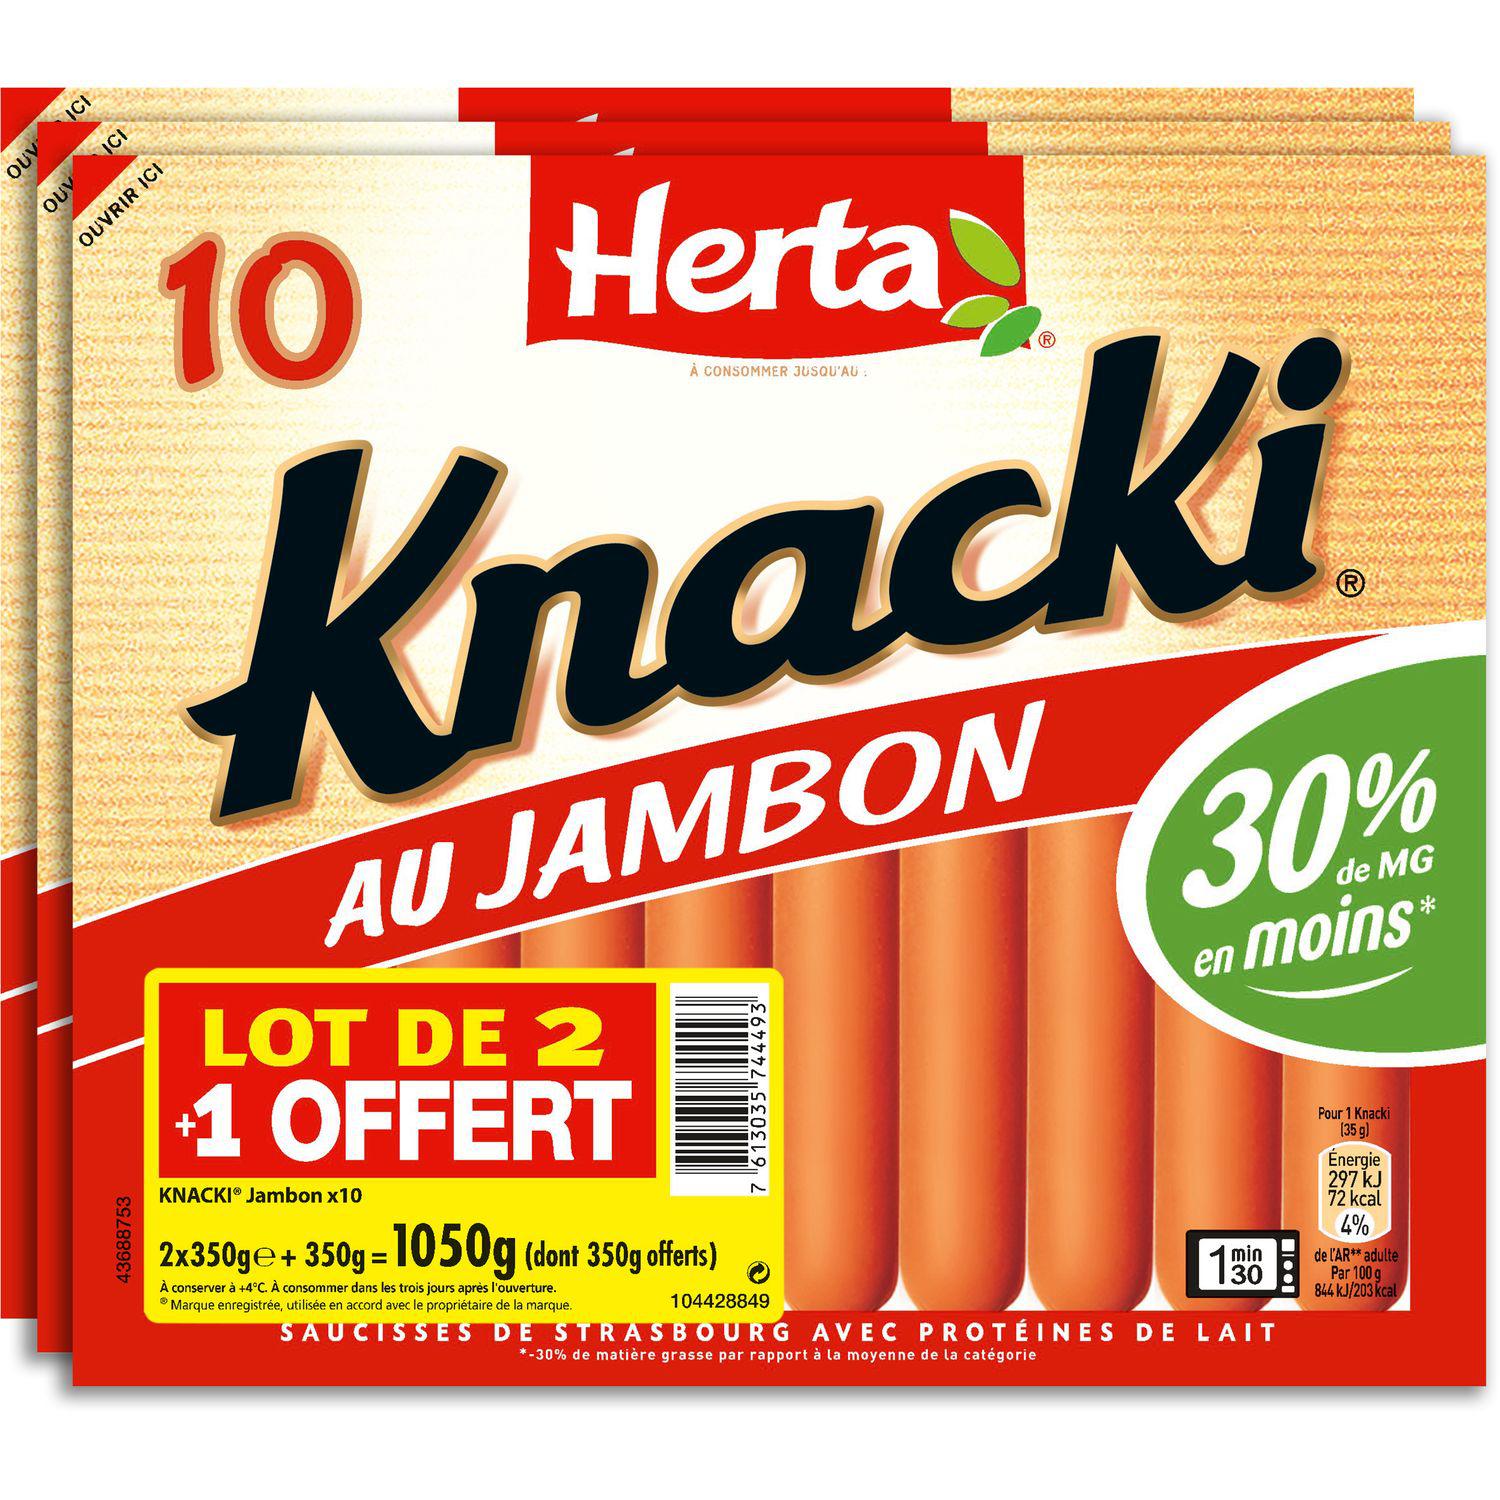 OUVRIR ICI
10
Herta®
À CONSOMMER JUSQU'AU :
Knacki®
AU JAMBON
30%
de MG
en moins*
LOT DE 2
+1 OFFERT
7 613035 744493
KNACKI® Jambon x10
2x350g℮ + 350g = 1050g (dont 350g offerts)
À conserver à +4°C. À consommer dans les trois jours après l'ouverture.
® Marque enregistrée, utilisée en accord avec le propriétaire de la marque.
104428849
43688753
1 min 30
Pour 1 Knacki
(35 g)
Énergie
297 kJ
72 kcal
4%
de l'AR** adulte
Par 100 g
844 kJ/203 kcal
SAUCISSES DE STRASBOURG AVEC PROTÉINES DE LAIT
*-30% de matière grasse par rapport à la moyenne de la catégorie